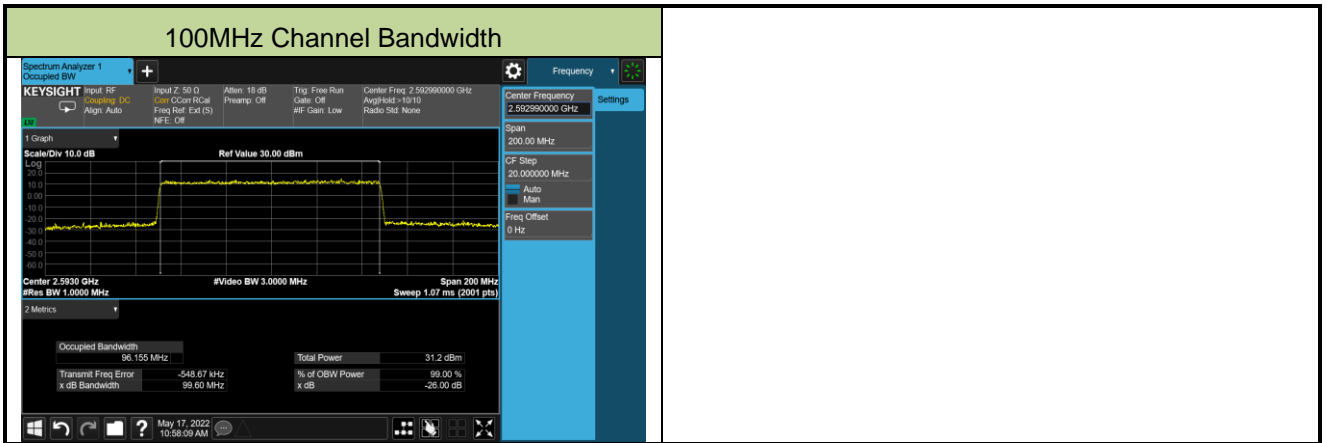 100MHz Channel Bandwidth
Spectrum Analyzer 1
Occupied BW
+
Frequency
KEYSIGHT
Input: RF
Coupling: DC
Align: Auto
Input Z: 50 Ω
Corr CCorr RCal
Freq Ref: Ext (S)
NFE: Off
Atten: 18 dB
Preamp: Off
Trig: Free Run
Gate: Off
#IF Gain: Low
Center Freq: 2.592990000 GHz
Avg|Hold:>10/10
Radio Std: None
LXI
1 Graph
Scale/Div 10.0 dB
Ref Value 30.00 dBm
Log
20.0
10.0
0.00
-10.0
-20.0
-30.0
-40.0
-50.0
-60.0
Center 2.5930 GHz
#Video BW 3.0000 MHz
Span 200 MHz
#Res BW 1.0000 MHz
Sweep 1.07 ms (2001 pts)
2 Metrics
Occupied Bandwidth
96.155 MHz
Total Power 31.2 dBm
Transmit Freq Error -548.67 kHz
% of OBW Power 99.00 %
x dB Bandwidth 99.60 MHz
x dB -26.00 dB
Center Frequency
2.592990000 GHz
Settings
Span
200.00 MHz
CF Step
20.000000 MHz
Auto
Man
Freq Offset
0 Hz
?
May 17, 2022
10:58:09 AM